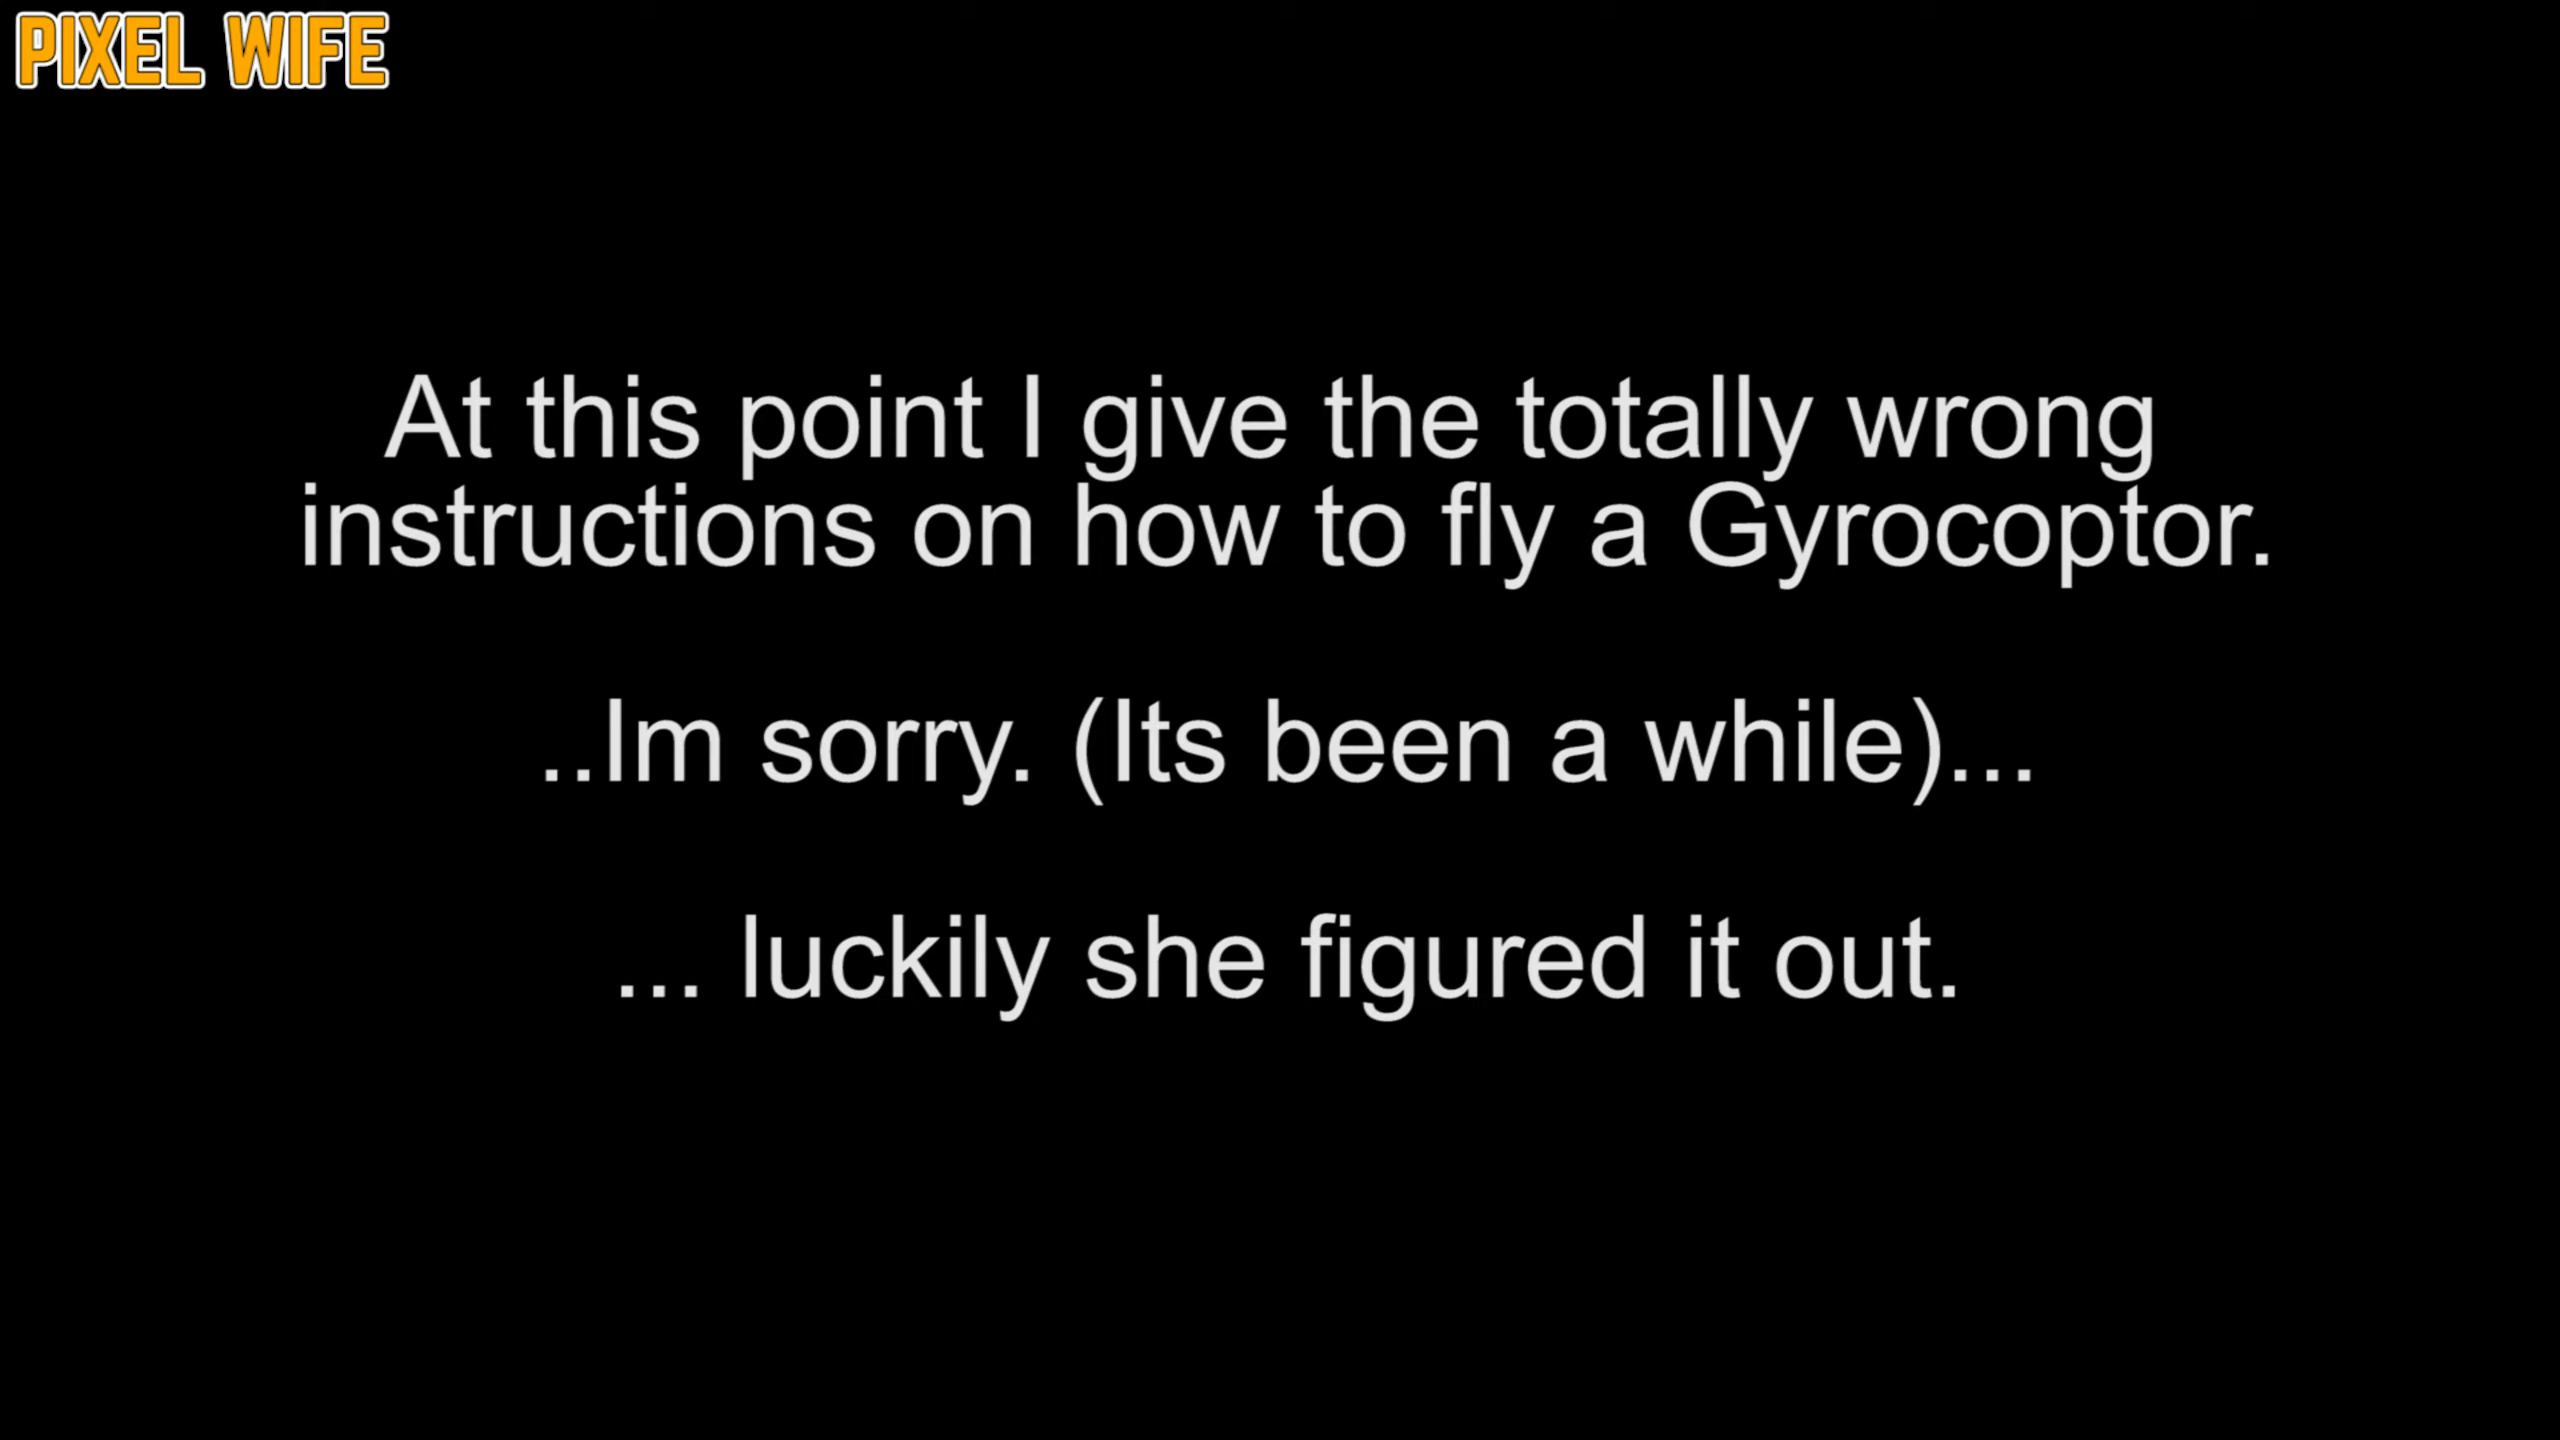 PIXEL WIFE
At this point I give the totally wrong
instructions on how to fly a Gyrocoptor.
..Im sorry. (Its been a while)...
... luckily she figured it out.